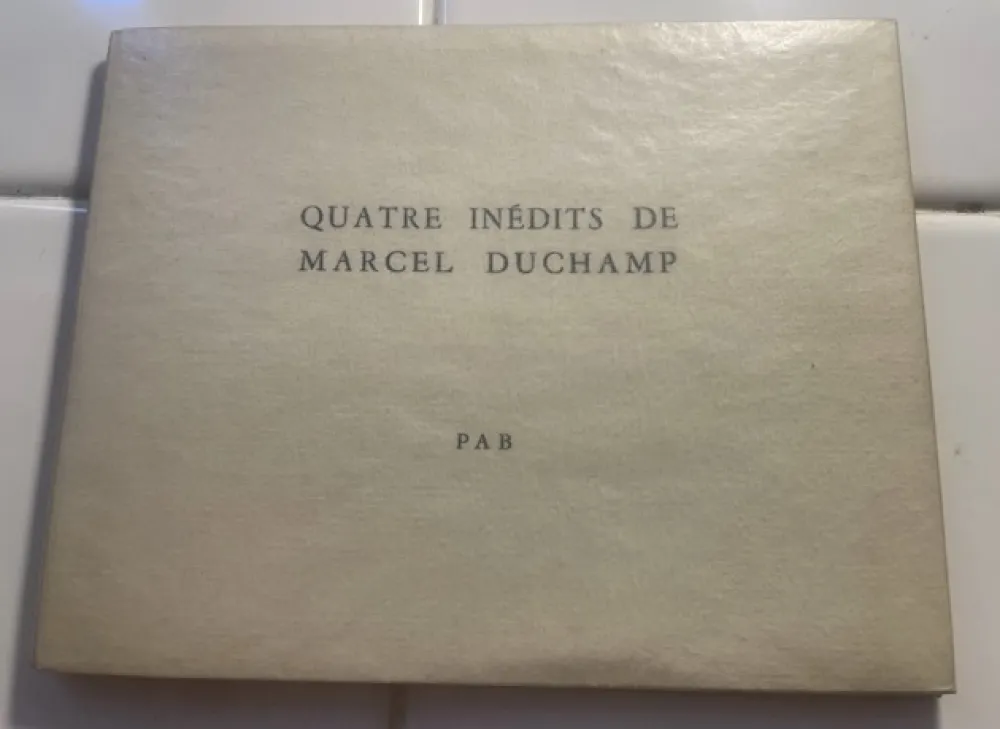 QUATRE INÉDITS DE
MARCEL DUCHAMP
PAB